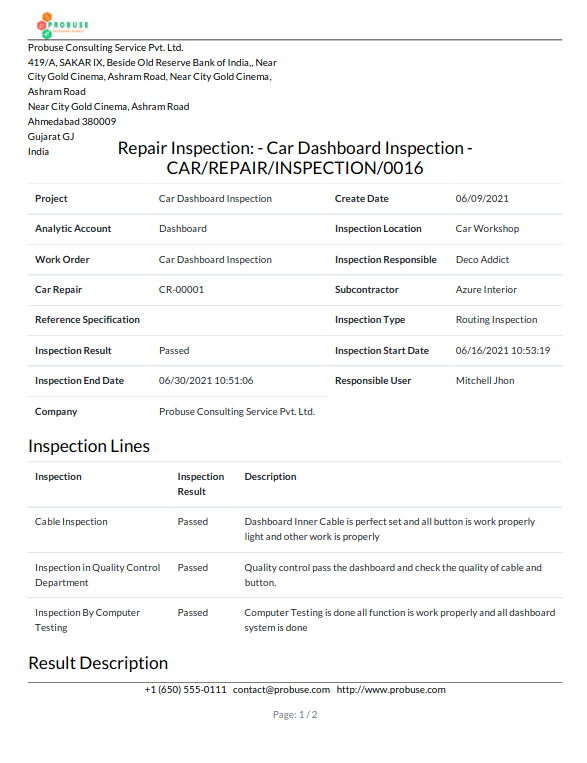 PROBUSE
Probuse Consulting Service Pvt. Ltd.
419/A, SAKAR IX, Beside Old Reserve Bank of India,, Near
City Gold Cinema, Ashram Road, Near City Gold Cinema,
Ashram Road
Near City Gold Cinema, Ashram Road
Ahmedabad 380009
Gujarat GJ
India
Repair Inspection: - Car Dashboard Inspection -
CAR/REPAIR/INSPECTION/0016
Project Car Dashboard Inspection Create Date 06/09/2021
Analytic Account Dashboard Inspection Location Car Workshop
Work Order Car Dashboard Inspection Inspection Responsible Deco Addict
Car Repair CR-00001 Subcontractor Azure Interior
Reference Specification Inspection Type Routing Inspection
Inspection Result Passed Inspection Start Date 06/16/2021 10:53:19
Inspection End Date 06/30/2021 10:51:06 Responsible User Mitchell Jhon
Company Probuse Consulting Service Pvt. Ltd.
Inspection Lines
Inspection Inspection Description
Result
Cable Inspection Passed Dashboard Inner Cable is perfect set and all button is work properly
light and other work is properly
Inspection in Quality Control Passed Quality control pass the dashboard and check the quality of cable and
Department button.
Inspection By Computer Passed Computer Testing is done all function is work properly and all dashboard
Testing system is done
Result Description
+1 (650) 555-0111 contact@probuse.com http://www.probuse.com
Page: 1 / 2